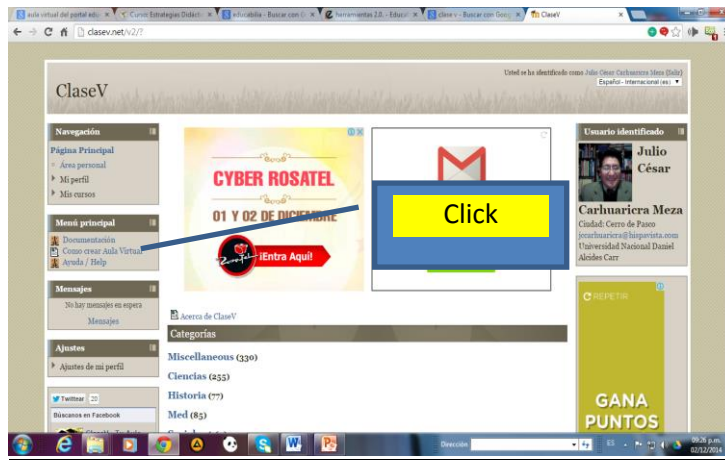 aula virtual del portal edu
Curso: Estrategias Didácti
educabilia - Buscar con G
herramientas 2.0. - Educat
clase v - Buscar con Goog
ClaseV
clasev.net/v2/?
Usted se ha identificado como Julio César Carhuaricra Meza (Salir)
Español - Internacional (es)
ClaseV
Navegación
Página Principal
Área personal
Mi perfil
Mis cursos
Menú principal
Documentación
Como crear Aula Virtual
Ayuda / Help
Mensajes
No hay mensajes en espera
Mensajes
Ajustes
Ajustes de mi perfil
Twittear 20
Búscanos en Facebook
CYBER ROSATEL
01 Y 02 DE DICIEMBRE
Rosatel
¡Entra Aquí!
Click
Acerca de ClaseV
Categorías
Miscellaneous (330)
Ciencias (255)
Historia (77)
Med (85)
Usuario identificado
Julio
César
Carhuaricra Meza
Ciudad: Cerro de Pasco
jocarhuaricra@hispavista.com
Universidad Nacional Daniel
Alcides Carr
REPETIR
GANA
PUNTOS
Dirección
ES
09:26 p.m.
02/12/2014